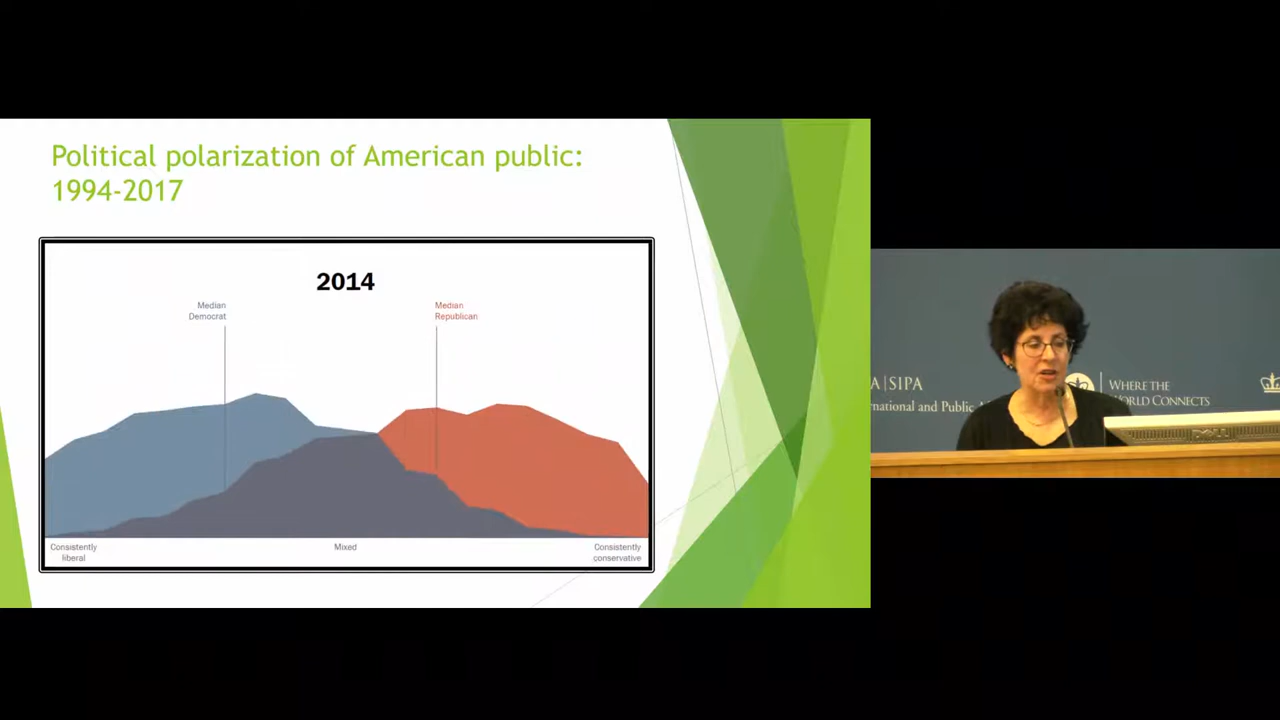 Political polarization of American public:
1994-2017
2014
Median
Democrat
Median
Republican
Consistently
liberal
Mixed
Consistently
conservative
A|SIPA
national and Public
WHERE THE
WORLD CONNECTS
DELL